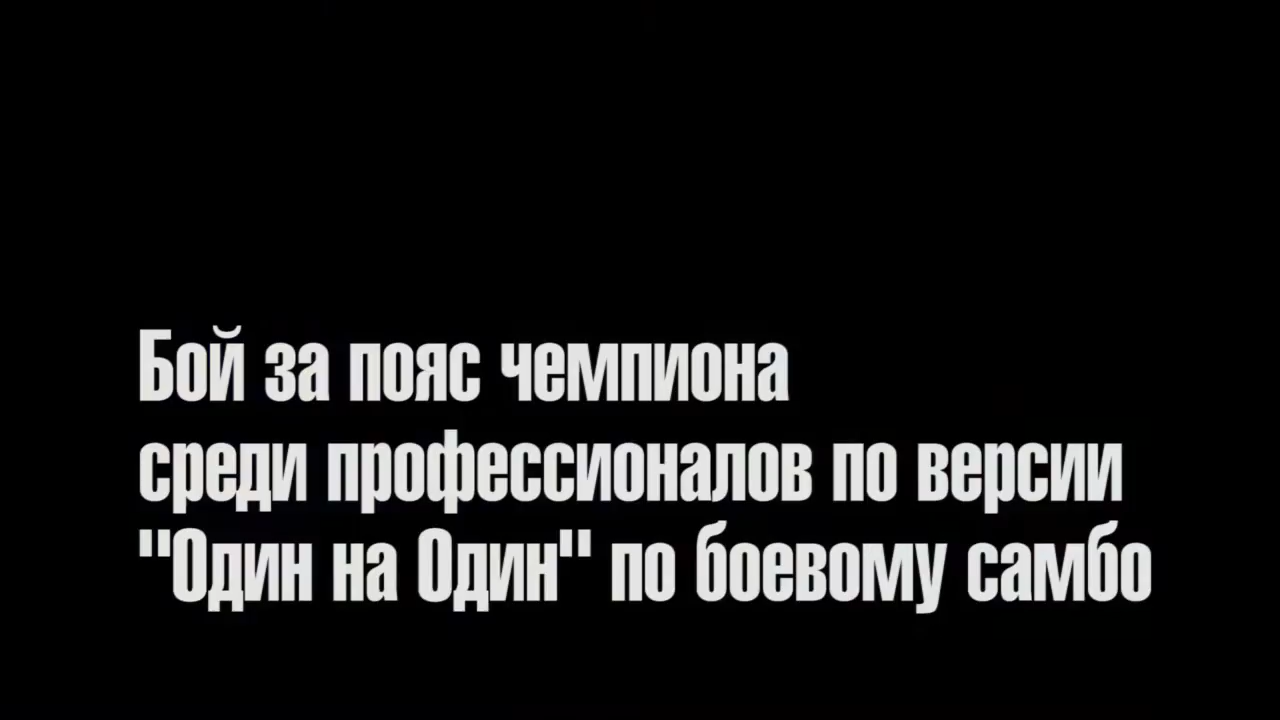 Бой за пояс чемпиона
среди профессионалов по версии
"Один на Один" по боевому самбо